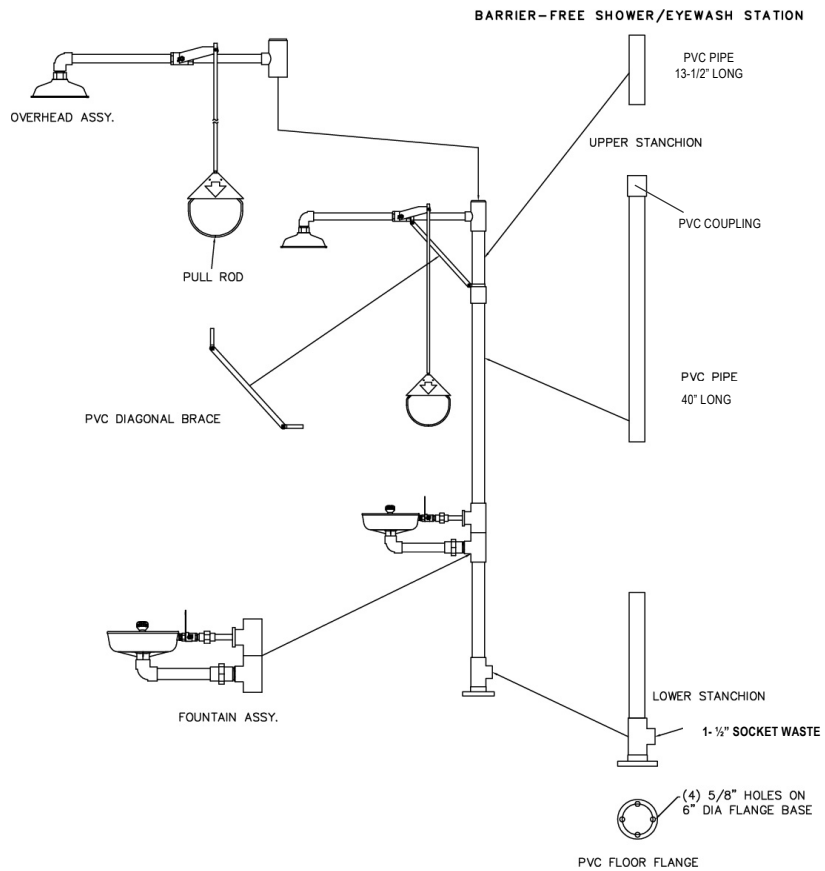 BARRIER-FREE SHOWER/EYEWASH STATION
PVC PIPE
13-1/2" LONG
OVERHEAD ASSY.
UPPER STANCHION
PVC COUPLING
PULL ROD
PVC PIPE
40" LONG
PVC DIAGONAL BRACE
LOWER STANCHION
FOUNTAIN ASSY.
1- ½" SOCKET WASTE
(4) 5/8" HOLES ON
6" DIA FLANGE BASE
PVC FLOOR FLANGE